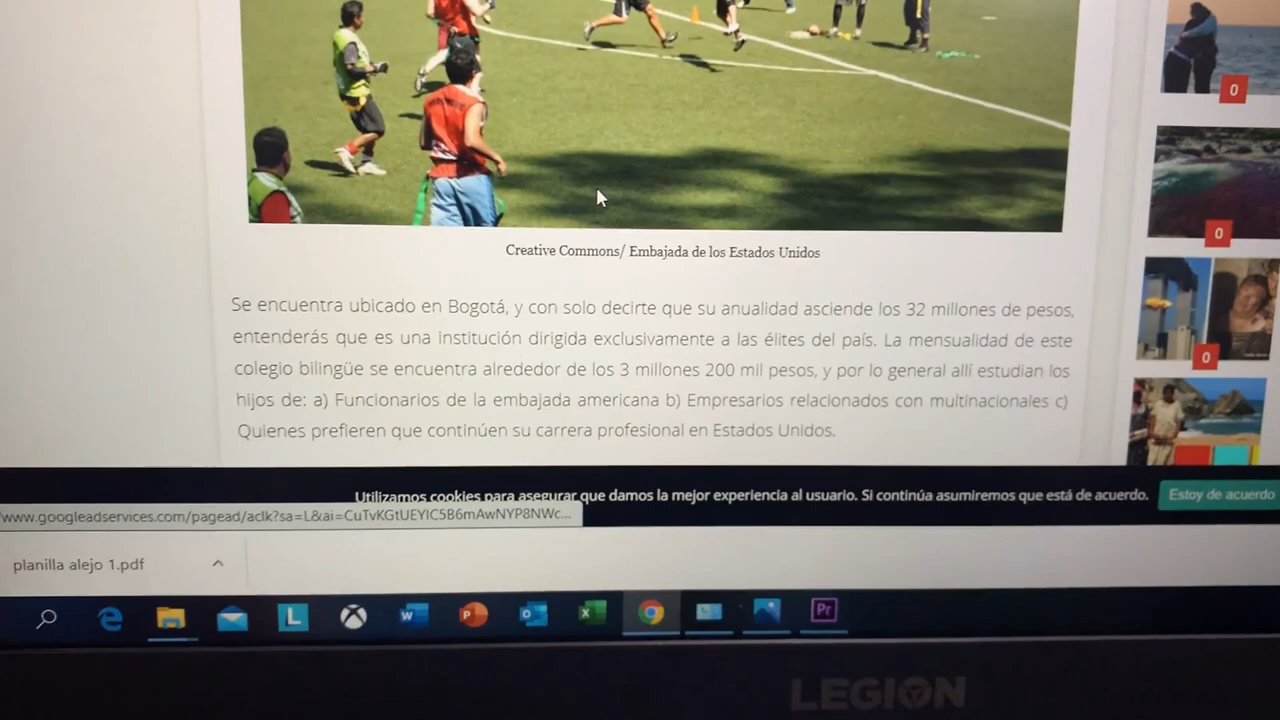 0
0
0
Creative Commons/ Embajada de los Estados Unidos
Se encuentra ubicado en Bogotá, y con solo decirte que su anualidad asciende los 32 millones de pesos,
entenderás que es una institución dirigida exclusivamente a las élites del país. La mensualidad de este
colegio bilingüe se encuentra alrededor de los 3 millones 200 mil pesos, y por lo general allí estudian los
hijos de: a) Funcionarios de la embajada americana b) Empresarios relacionados con multinacionales c)
Quienes prefieren que continúen su carrera profesional en Estados Unidos.
Utilizamos cookies para asegurar que damos la mejor experiencia al usuario. Si continúa asumiremos que está de acuerdo.
Estoy de acuerdo
/www.googleadservices.com/pagead/aclk?sa=L&ai=CuTvKGtUEYIC5B6mAwNYP8NWc...
planilla alejo 1.pdf
L
W
P
O
X
Pr
LEGION